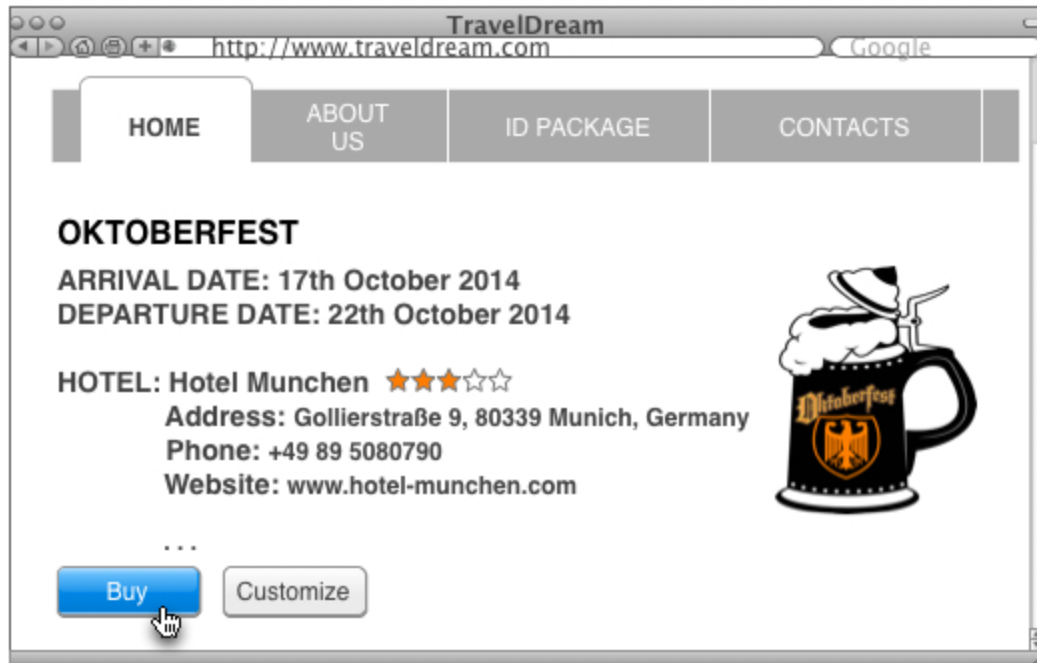 TravelDream
http://www.traveldream.com
Google
HOME
ABOUT
US
ID PACKAGE
CONTACTS
OKTOBERFEST
ARRIVAL DATE: 17th October 2014
DEPARTURE DATE: 22th October 2014
HOTEL: Hotel Munchen
Address: Gollierstraße 9, 80339 Munich, Germany
Phone: +49 89 5080790
Website: www.hotel-munchen.com
Oktoberfest
. . .
Buy
Customize